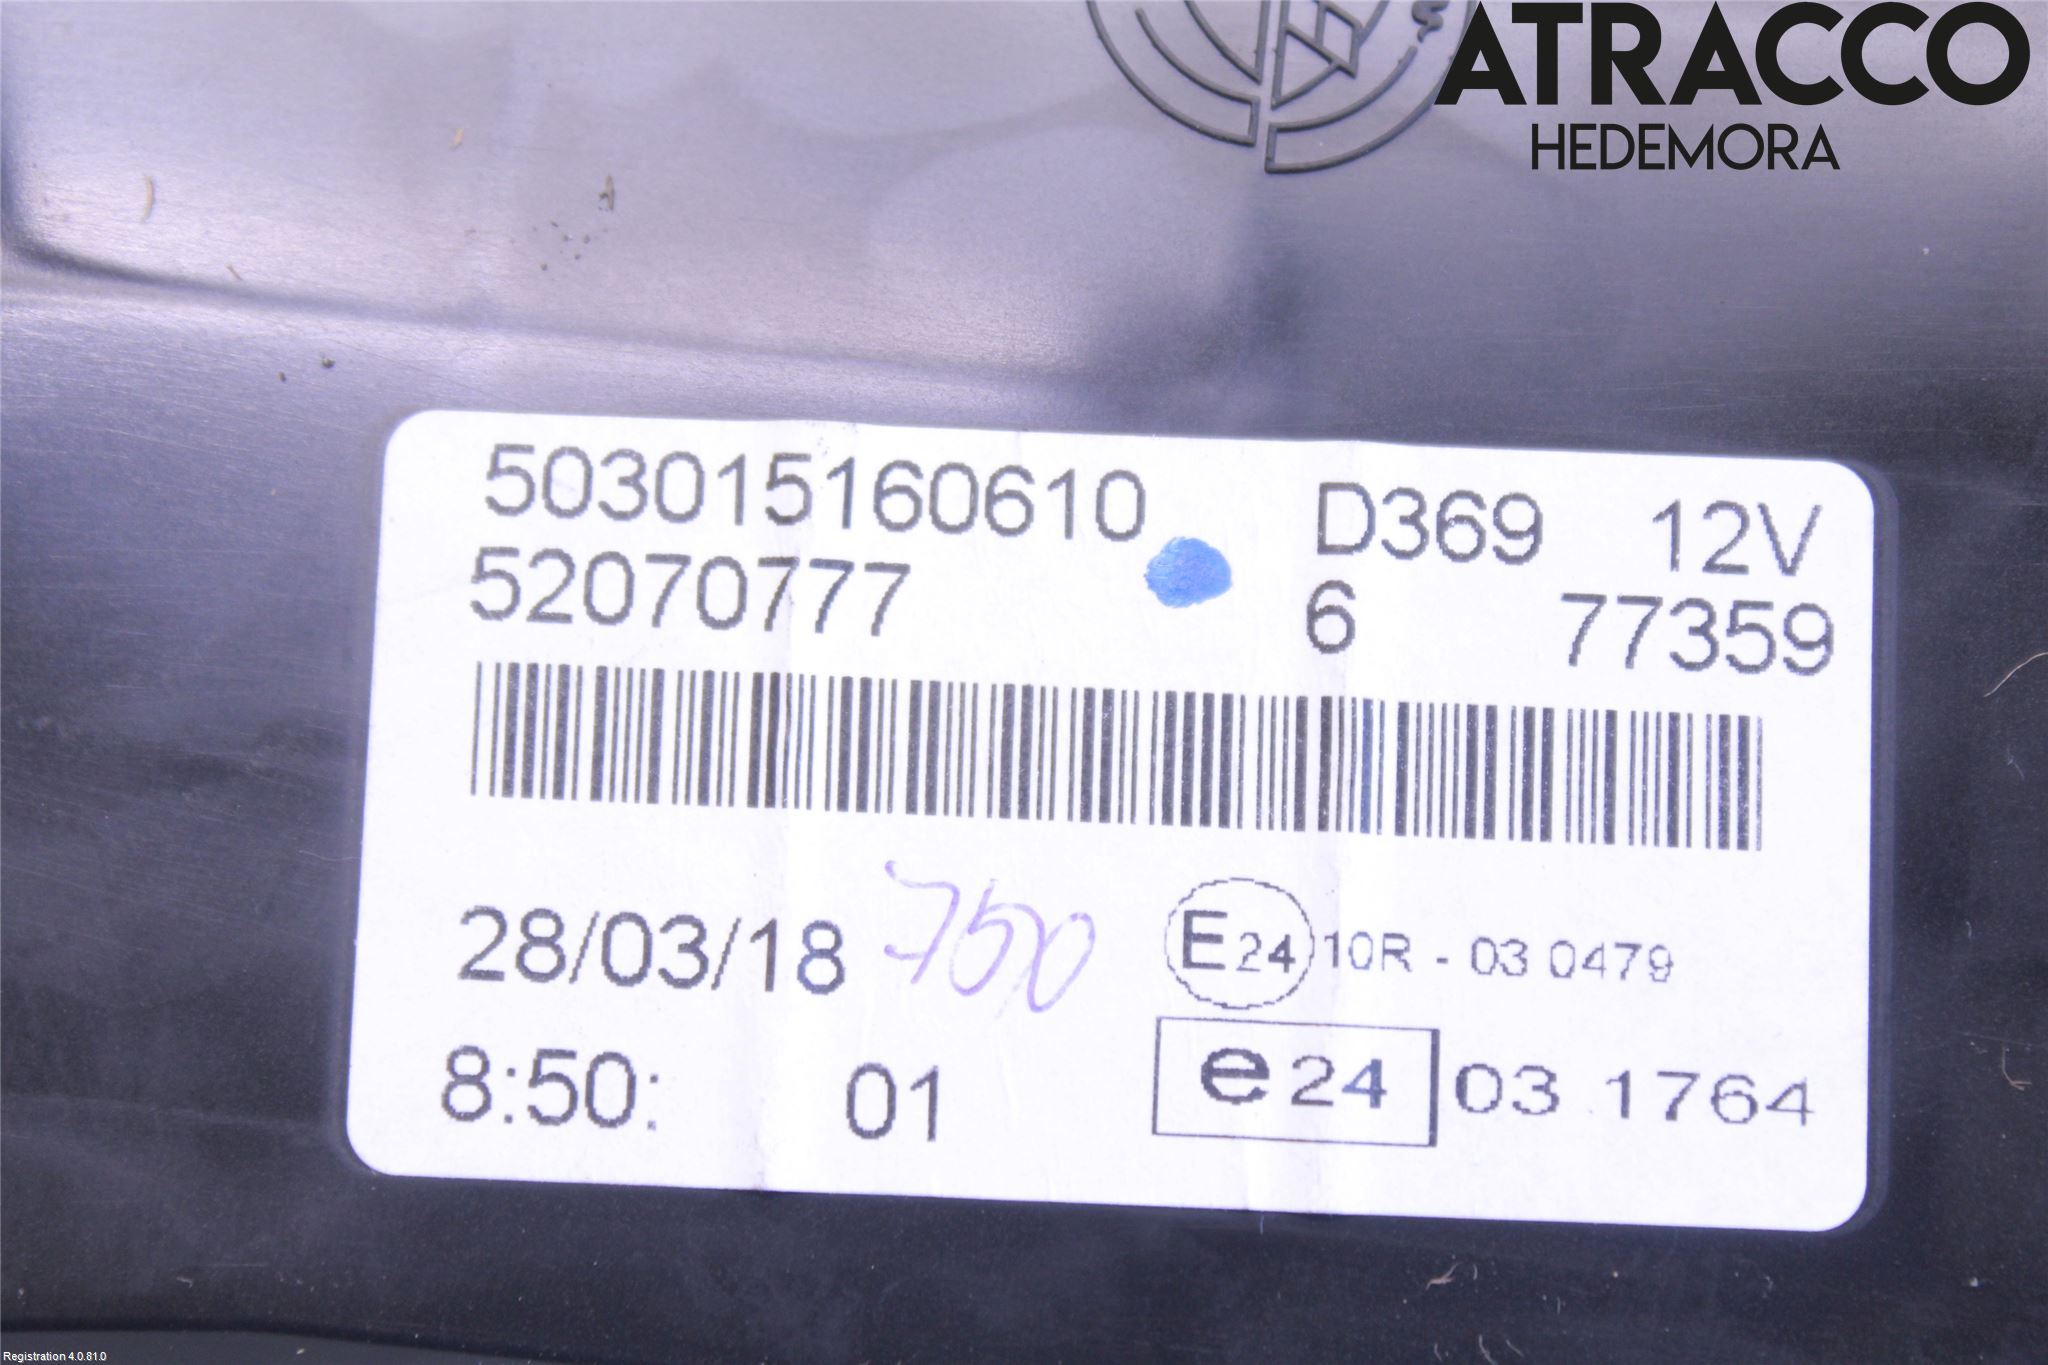 ATRACCO
HEDEMORA
503015160610 D369 12V
52070777 6 77359
28/03/18 750 E24 10R - 03 0479
8:50: 01 e24 03 1764
Registration 4.0.81.0